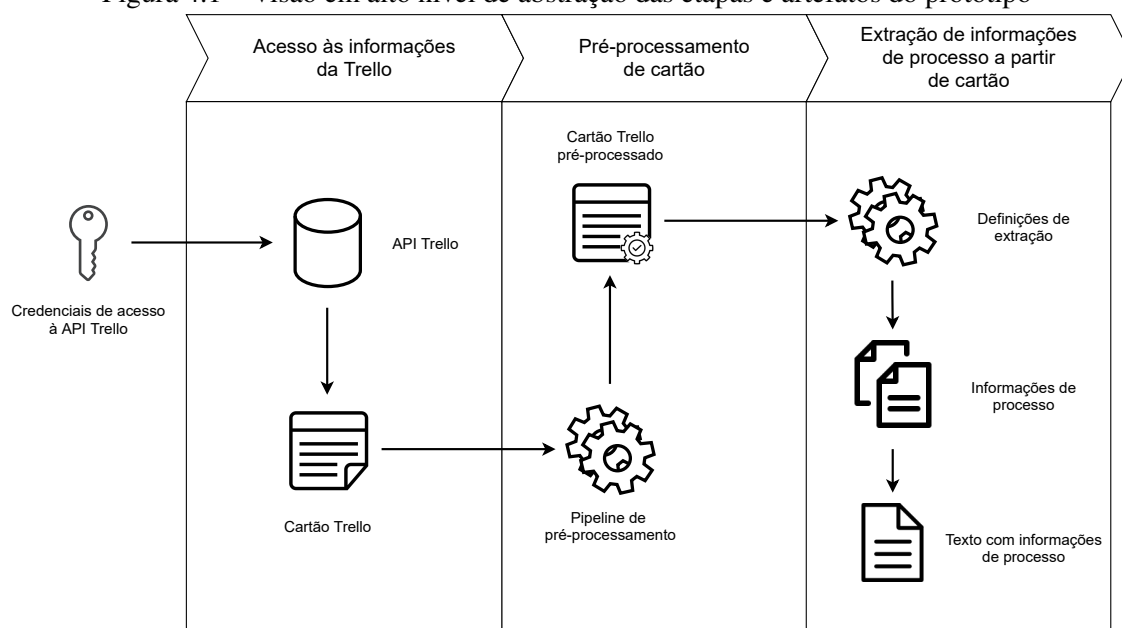 Figura 4.1 – Visão em alto nível de abstração das etapas e artefatos do protótipo
Acesso às informações
da Trello
Pré-processamento
de cartão
Extração de informações
de processo a partir
de cartão
Credenciais de acesso
à API Trello
API Trello
Cartão Trello
Cartão Trello
pré-processado
Pipeline de
pré-processamento
Definições de
extração
Informações de
processo
Texto com informações
de processo